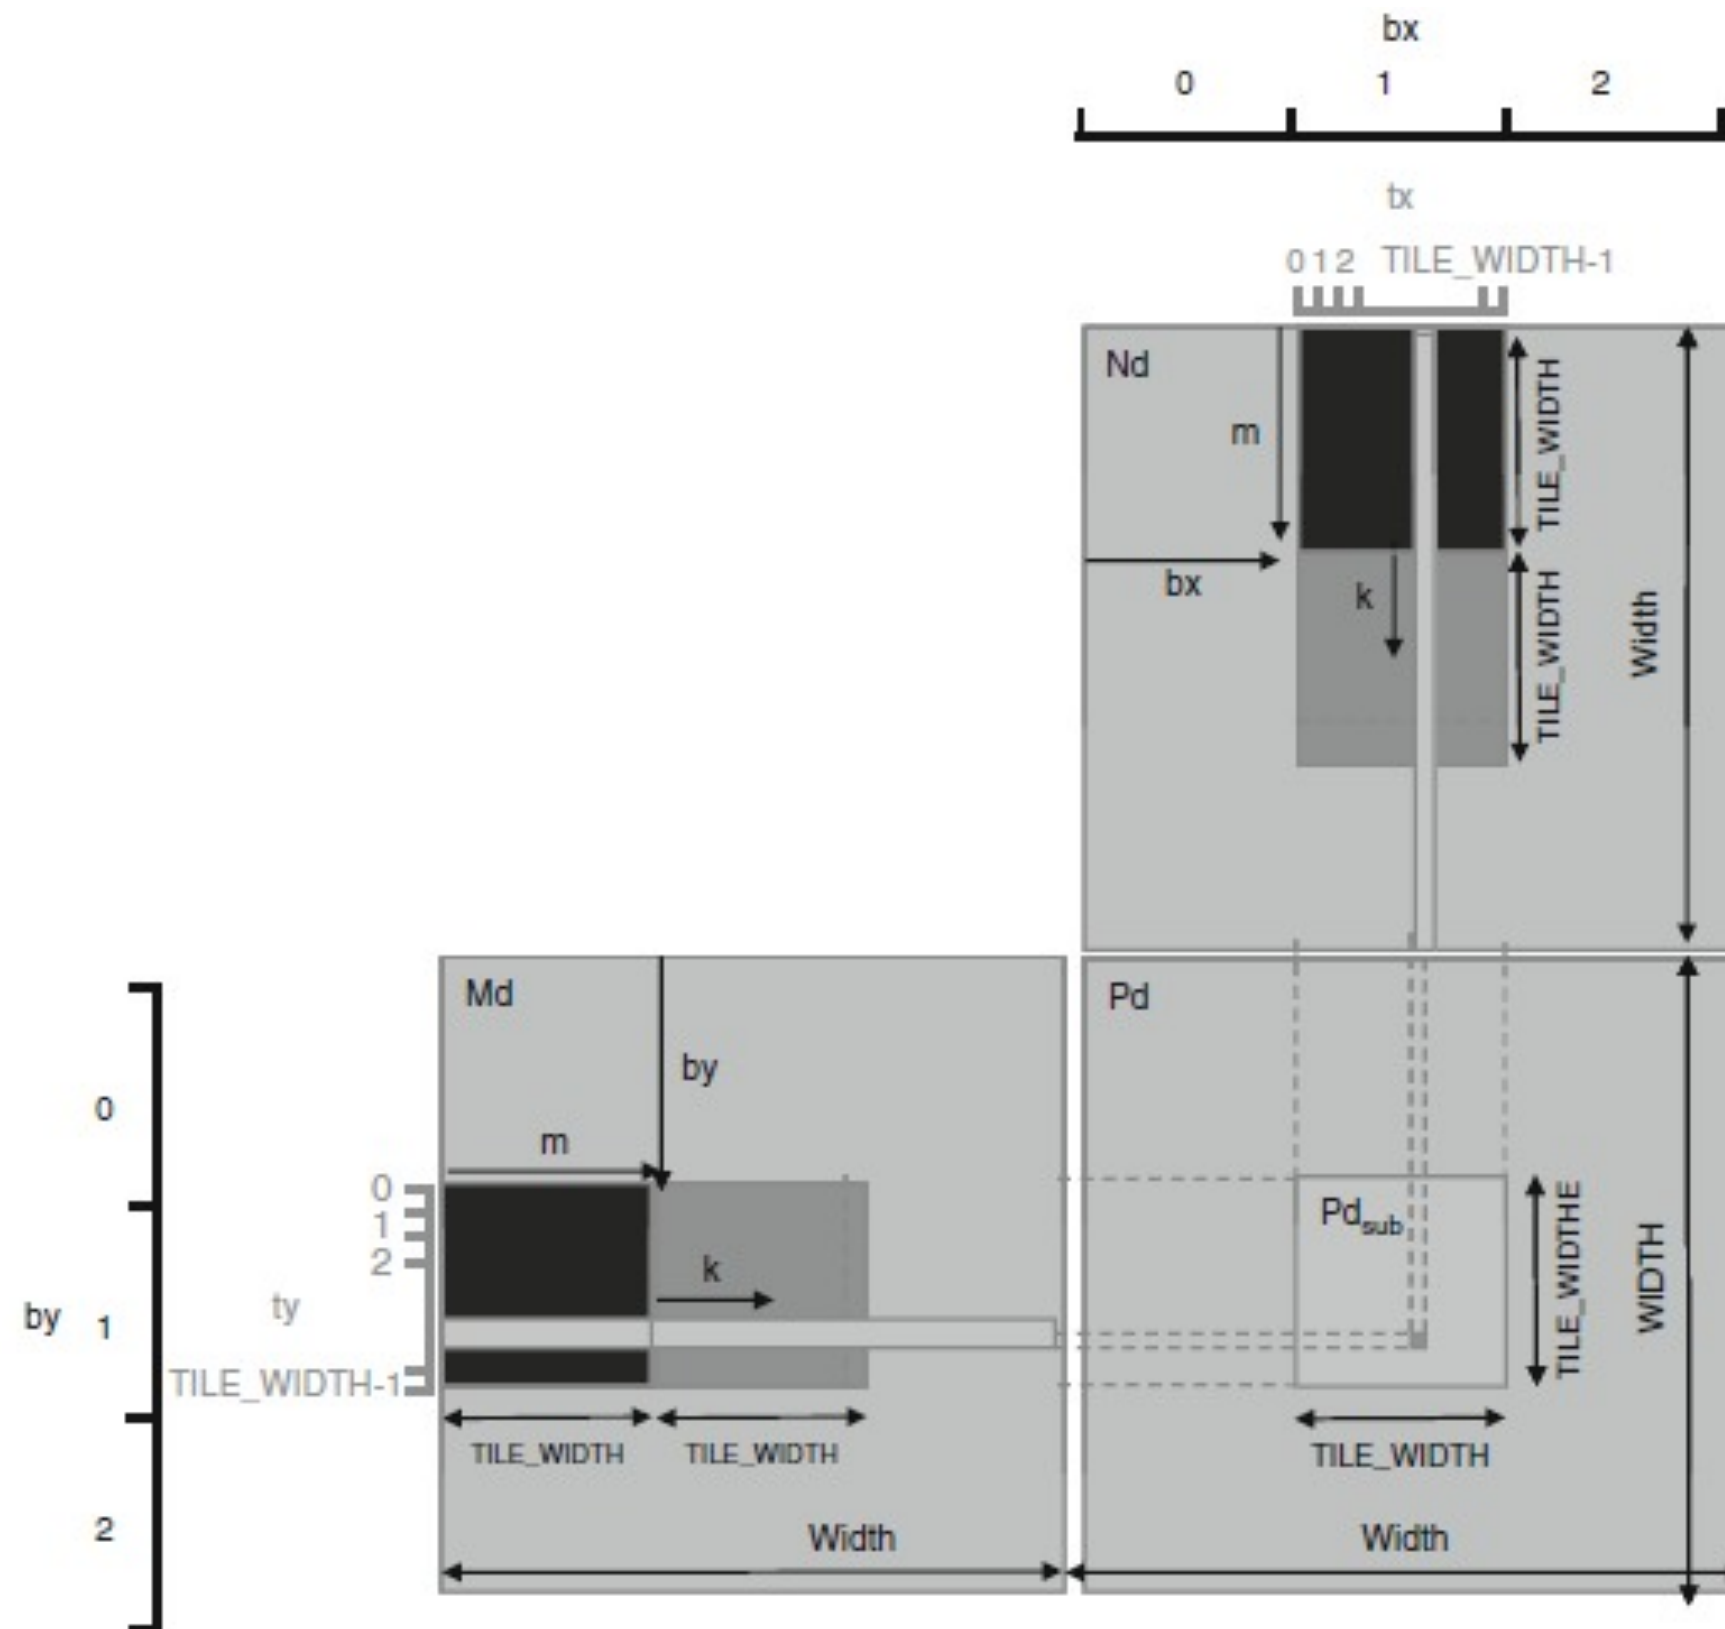 bx
0 1 2
tx
0 1 2 TILE_WIDTH-1
Nd
m
TILE_WIDTH
bx
k
TILE_WIDTH
Width
Md
Pd
by
0
m
0
1
2
Pdsub
k
ty
by 1
TILE_WIDTH-1
TILE_WIDTHE
WIDTH
TILE_WIDTH TILE_WIDTH
TILE_WIDTH
2
Width
Width